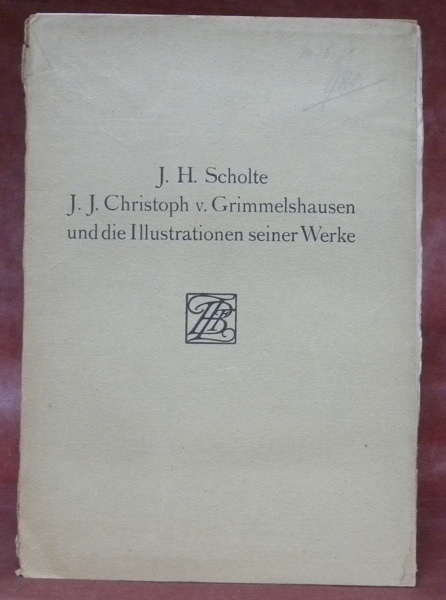 J. H. Scholte
J. J. Christoph v. Grimmelshausen
und die Illustrationen seiner Werke